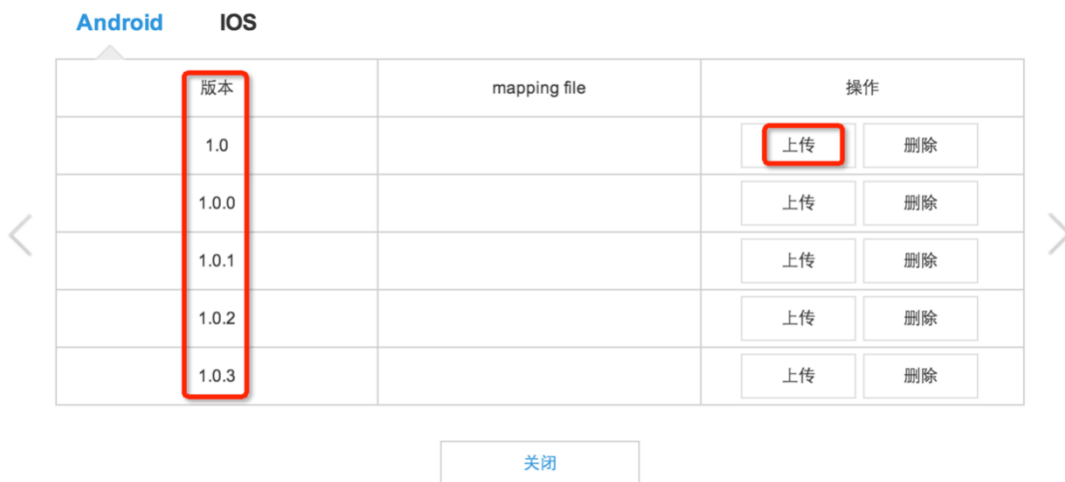 Android IOS
版本 mapping file 操作
1.0 上传 删除
1.0.0 上传 删除
1.0.1 上传 删除
1.0.2 上传 删除
1.0.3 上传 删除
关闭